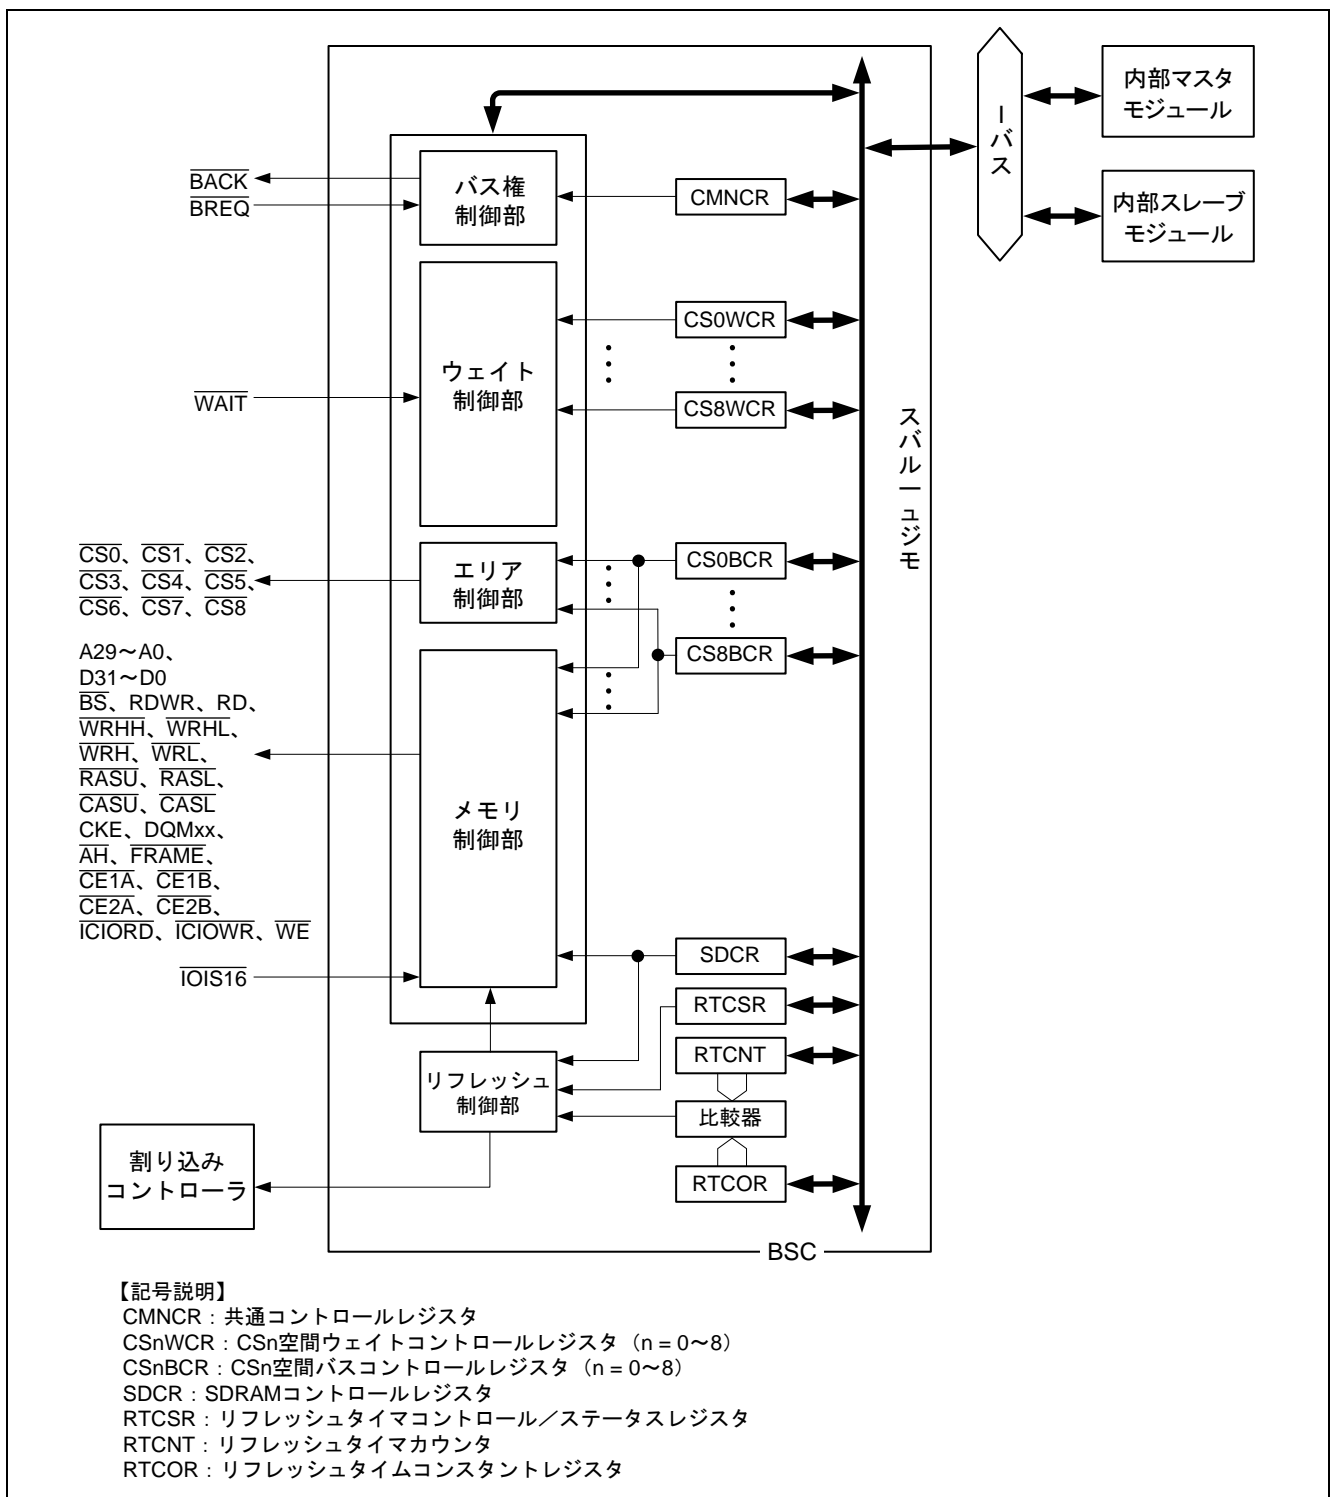 BACK
BREQ
WAIT
CS0、CS1、CS2、
CS3、CS4、CS5、
CS6、CS7、CS8
A29～A0、
D31～D0
BS、RDWR、RD、
WRHH、WRHL、
WRH、WRL、
RASU、RASL、
CASU、CASL
CKE、DQMxx、
AH、FRAME、
CE1A、CE1B、
CE2A、CE2B、
ICIORD、ICIOWR、WE
IOIS16
割り込み
コントローラ
バス権
制御部
ウェイト
制御部
エリア
制御部
メモリ
制御部
リフレッシュ
制御部
CMNCR
CS0WCR
CS8WCR
CS0BCR
CS8BCR
SDCR
RTCSR
RTCNT
比較器
RTCOR
スバルーュジモ
BSC
Iバス
内部マスタ
モジュール
内部スレーブ
モジュール
【記号説明】
CMNCR：共通コントロールレジスタ
CSnWCR：CSn空間ウェイトコントロールレジスタ（n = 0～8）
CSnBCR：CSn空間バスコントロールレジスタ（n = 0～8）
SDCR：SDRAMコントロールレジスタ
RTCSR：リフレッシュタイマコントロール／ステータスレジスタ
RTCNT：リフレッシュタイマカウンタ
RTCOR：リフレッシュタイムコンスタントレジスタ